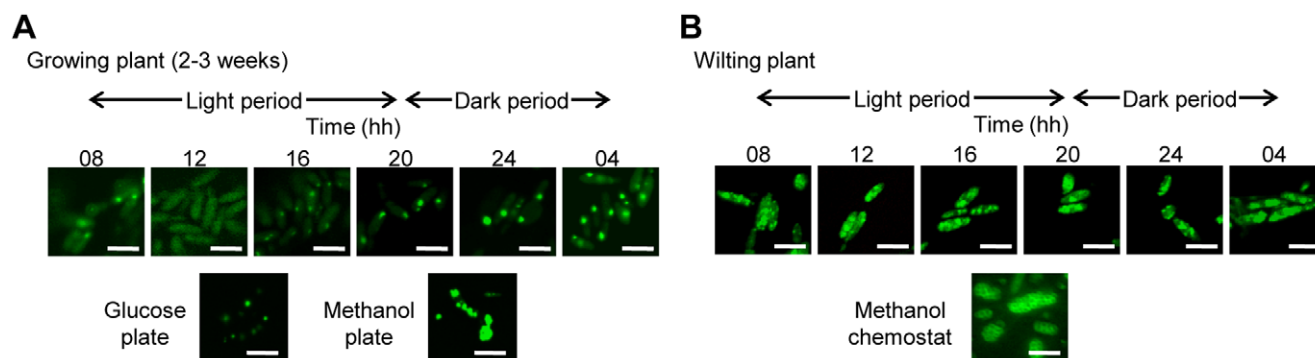 A
Growing plant (2-3 weeks)
Light period
Dark period
Time (hh)
08 12 16 20 24 04
Glucose
plate
Methanol
plate
B
Wilting plant
Light period
Dark period
Time (hh)
08 12 16 20 24 04
Methanol
chemostat